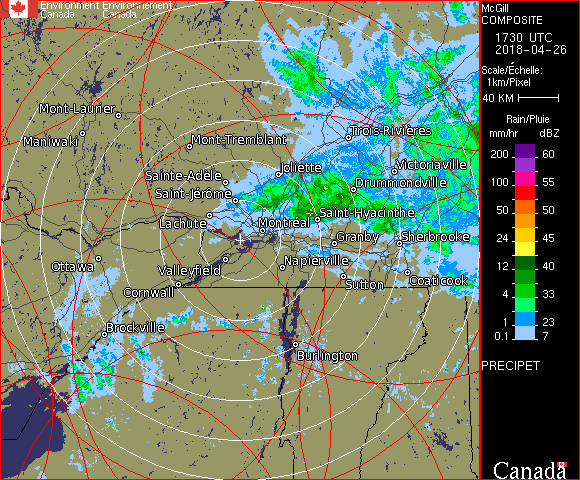 Environment Environnement
Canada Canada
McGill
COMPOSITE
1730 UTC
2018-04-26
Scale/Échelle:
1km/Pixel
40 KM
Rain/Pluie
mm/hr dBZ
200 60
100 55
50 50
24 45
12 40
4 33
1 23
0.1 7
PRECIPET
Canada
Mont-Laurier
Maniwaki
Mont-Tremblant
Trois-Rivières
Sainte-Adèle
Joliette
Victoriaville
Saint-Jérôme
Drummondville
Lachute
Montréal
Saint-Hyacinthe
Granby
Sherbrooke
Ottawa
Valleyfield
Napierville
Cornwall
Sutton
Coaticook
Brockville
Burlington